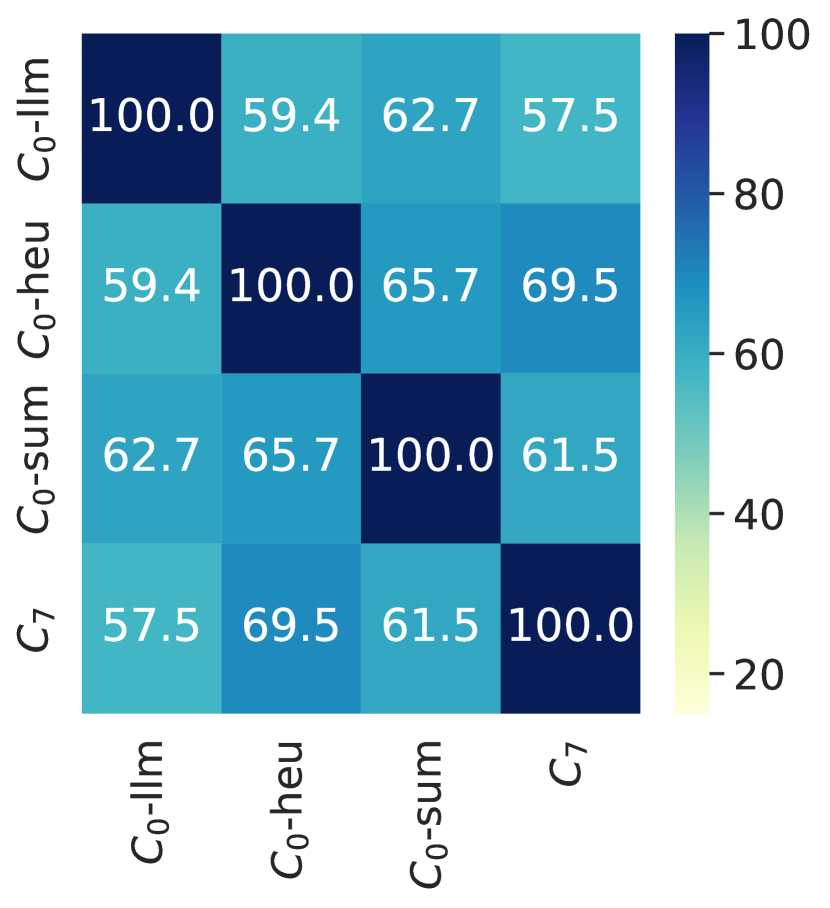 C₀-llm 100.0 59.4 62.7 57.5
C₀-heu 59.4 100.0 65.7 69.5
C₀-sum 62.7 65.7 100.0 61.5
C₇ 57.5 69.5 61.5 100.0
C₀-llm C₀-heu C₀-sum C₇
100
80
60
40
20